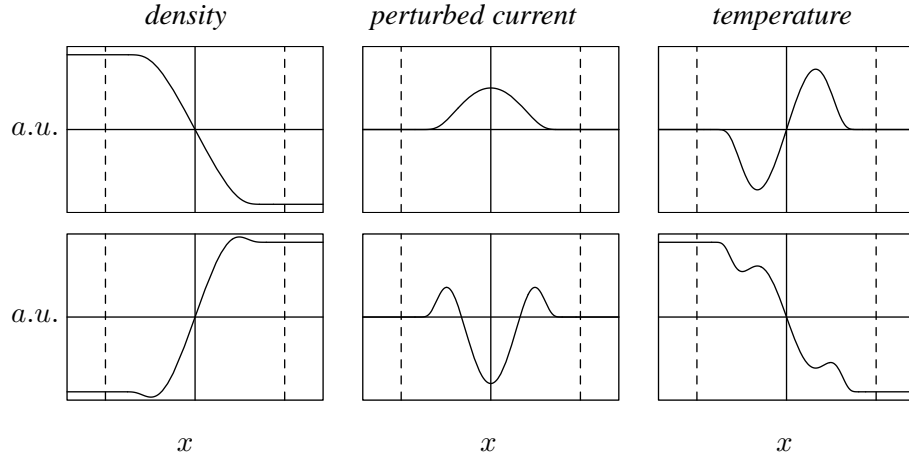 density perturbed current temperature
a.u.
a.u.
x x x